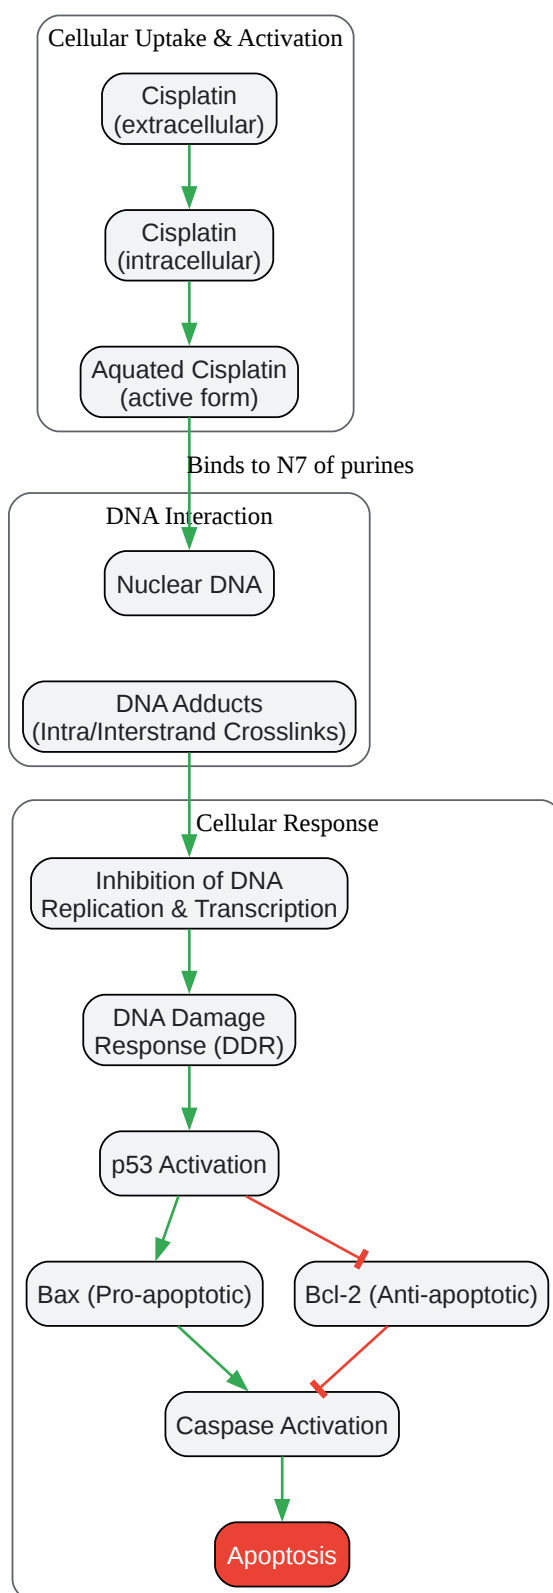 Cellular Uptake & Activation
Cisplatin
(extracellular)
Cisplatin
(intracellular)
Aquated Cisplatin
(active form)
Binds to N7 of purines
DNA Interaction
Nuclear DNA
DNA Adducts
(Intra/Interstrand Crosslinks)
Cellular Response
Inhibition of DNA
Replication & Transcription
DNA Damage
Response (DDR)
p53 Activation
Bax (Pro-apoptotic)
Bcl-2 (Anti-apoptotic)
Caspase Activation
Apoptosis